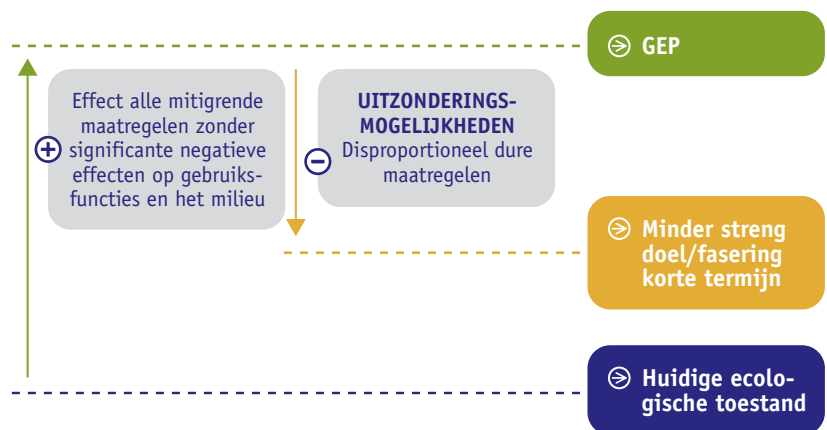 GEP
Effect alle mitigrende
maatregelen zonder
significante negatieve
effecten op gebruiks-
functies en het milieu
UITZONDERINGS-
MOGELIJKHEDEN
Disproportioneel dure
maatregelen
Minder streng
doel/fasering
korte termijn
Huidige ecolo-
gische toestand